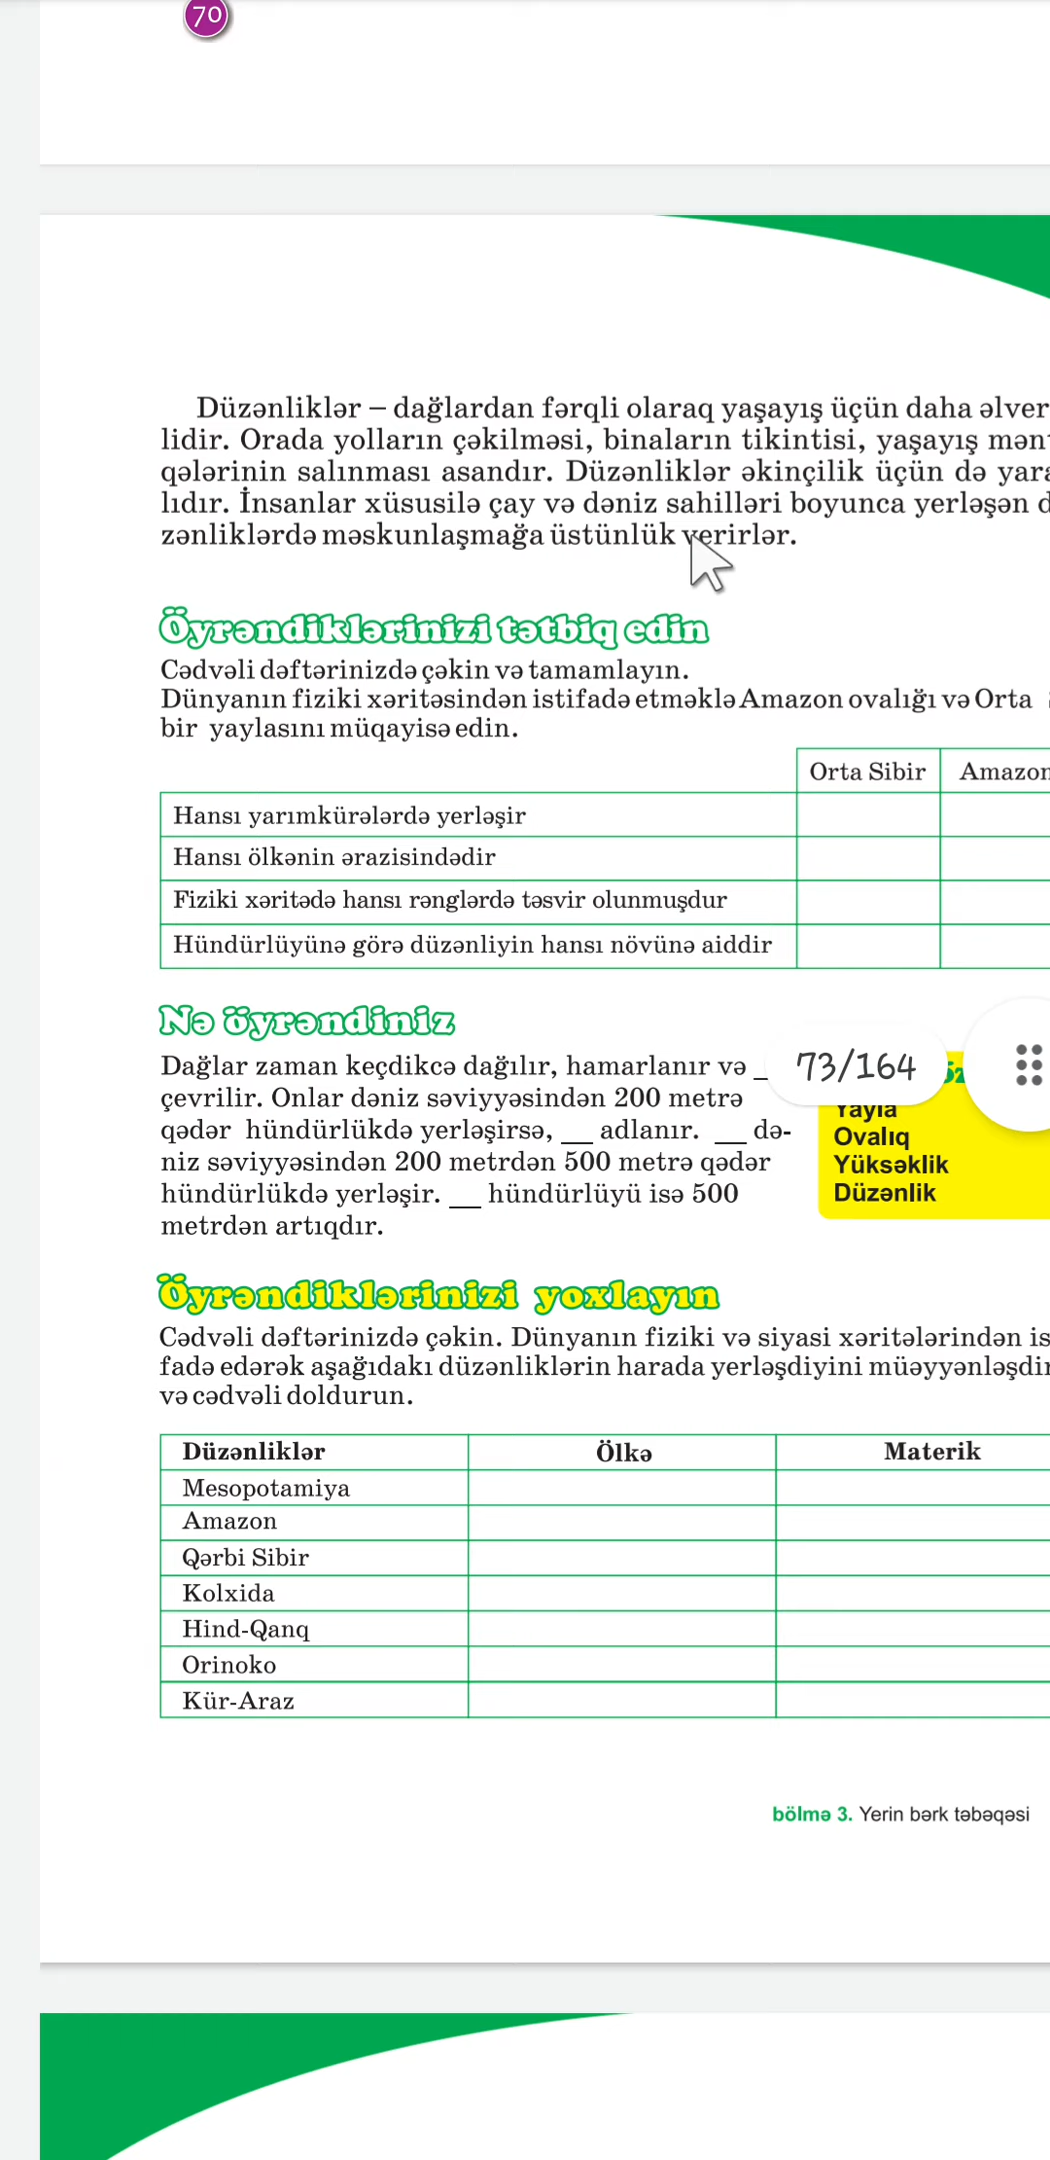 70
Düzənliklər – dağlardan fərqli olaraq yaşayış üçün daha əlver
lidir. Orada yolların çəkilməsi, binaların tikintisi, yaşayış mən
qələrinin salınması asandır. Düzənliklər əkinçilik üçün də yara
lıdır. İnsanlar xüsusilə çay və dəniz sahilləri boyunca yerləşən d
zənliklərdə məskunlaşmağa üstünlük verirlər.
Öyrəndiklərinizi tətbiq edin
Cədvəli dəftərinizdə çəkin və tamamlayın.
Dünyanın fiziki xəritəsindən istifadə etməklə Amazon ovalığı və Orta
bir yaylasını müqayisə edin.
Orta Sibir Amazon
Hansı yarımkürələrdə yerləşir
Hansı ölkənin ərazisindədir
Fiziki xəritədə hansı rənglərdə təsvir olunmuşdur
Hündürlüyünə görə düzənliyin hansı növünə aiddir
Nə öyrəndiniz
Dağlar zaman keçdikcə dağılır, hamarlanır və _
çevrilir. Onlar dəniz səviyyəsindən 200 metrə
qədər hündürlükdə yerləşirsə, __ adlanır. __ də-
niz səviyyəsindən 200 metrdən 500 metrə qədər
hündürlükdə yerləşir. __ hündürlüyü isə 500
metrdən artıqdır.
73/164
Yayla
Ovalıq
Yüksəklik
Düzənlik
Öyrəndiklərinizi yoxlayın
Cədvəli dəftərinizdə çəkin. Dünyanın fiziki və siyasi xəritələrindən is
fadə edərək aşağıdakı düzənliklərin harada yerləşdiyini müəyyənləşdir
və cədvəli doldurun.
Düzənliklər Ölkə Materik
Mesopotamiya
Amazon
Qərbi Sibir
Kolxida
Hind-Qanq
Orinoko
Kür-Araz
bölmə 3. Yerin bərk təbəqəsi